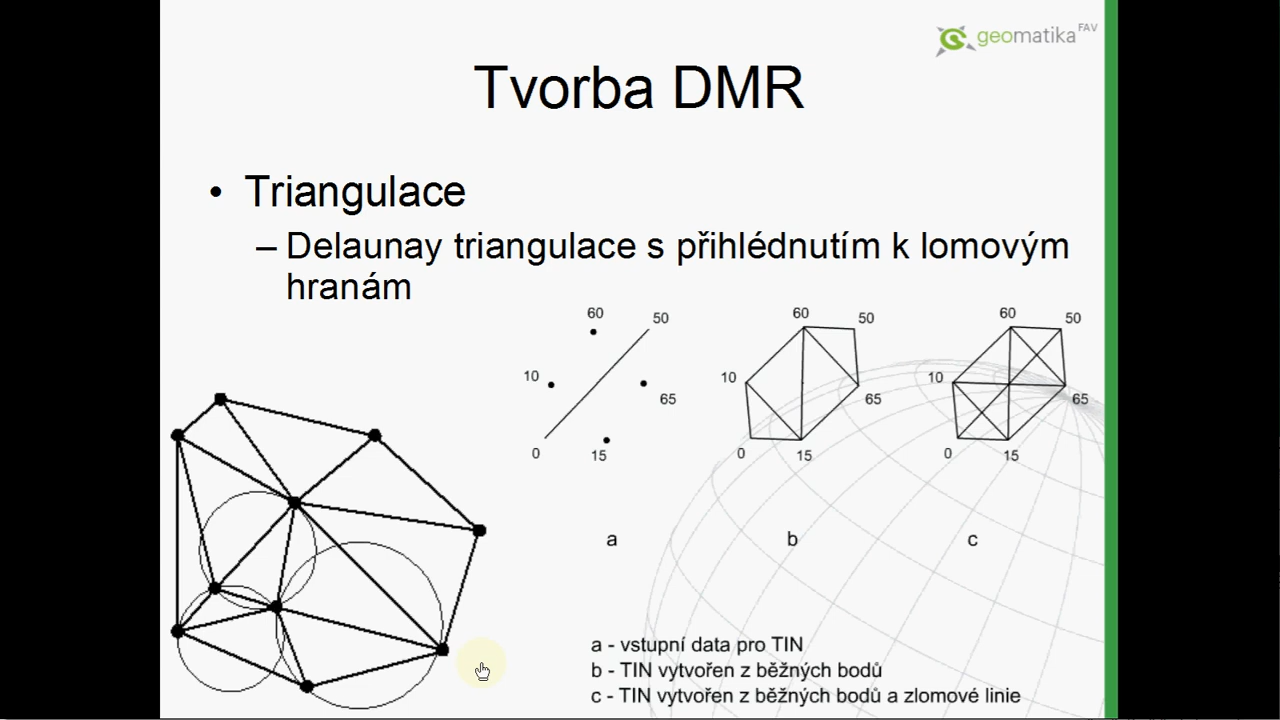 geomatika FAV
Tvorba DMR
• Triangulace
– Delaunay triangulace s přihlédnutím k lomovým
hranám
60 50
10
65
0 15
60 50
10
65
0 15
60 50
10
65
0 15
a b c
a - vstupní data pro TIN
b - TIN vytvořen z běžných bodů
c - TIN vytvořen z běžných bodů a zlomové linie